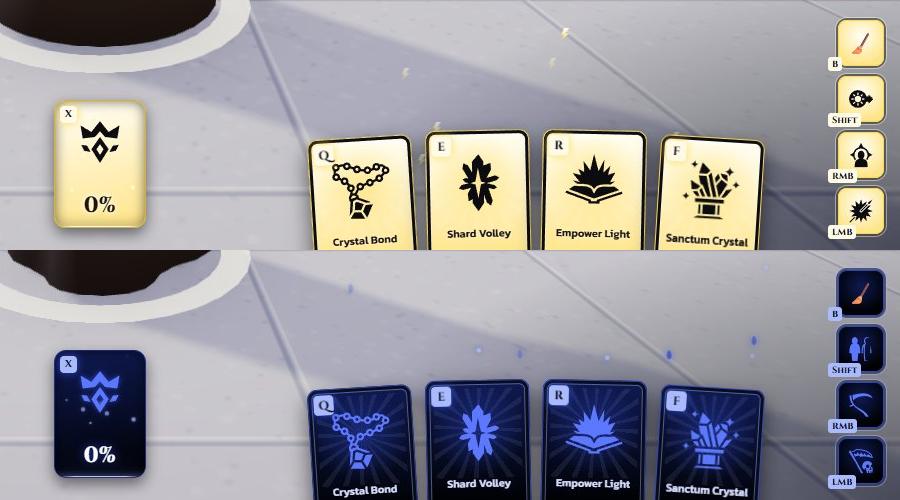 B
X
SHIFT
Q
E
R
F
RMB
0%
LMB
Crystal Bond
Shard Volley
Empower Light
Sanctum Crystal
B
X
SHIFT
Q
E
R
F
RMB
0%
LMB
Crystal Bond
Shard Volley
Empower Light
Sanctum Crystal